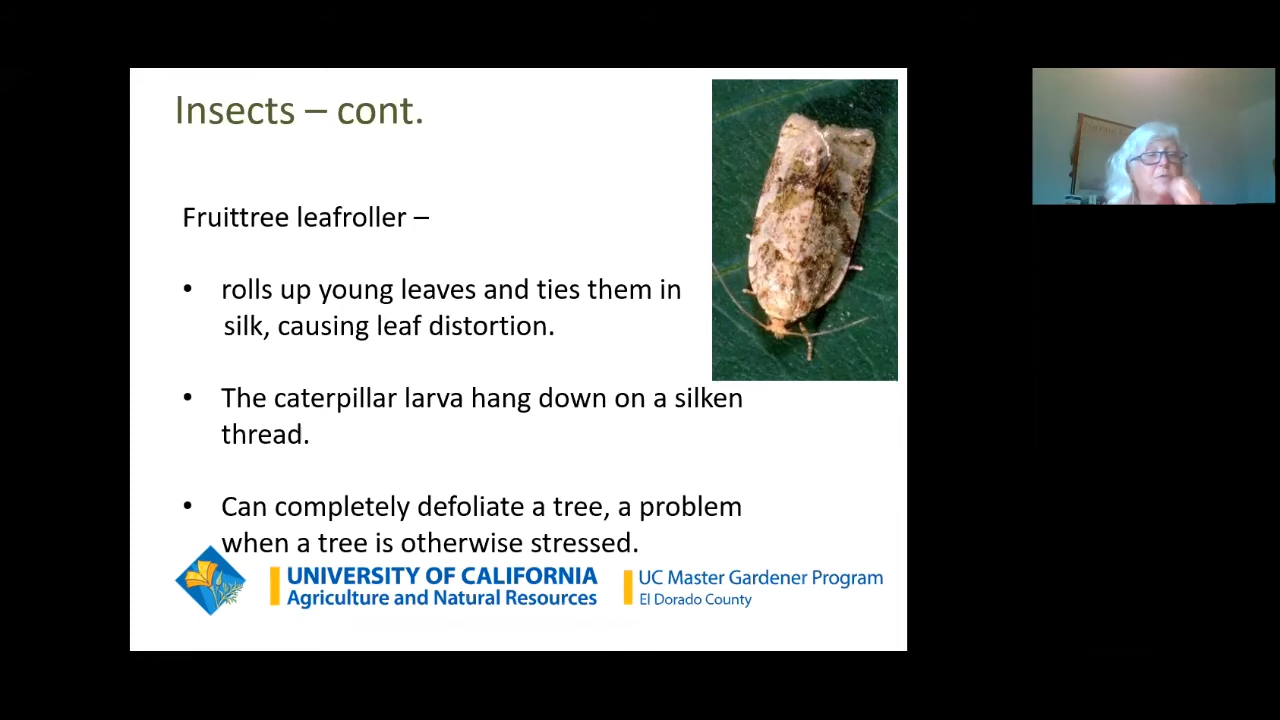 Insects – cont.
Fruittree leafroller –
• rolls up young leaves and ties them in
silk, causing leaf distortion.
• The caterpillar larva hang down on a silken
thread.
• Can completely defoliate a tree, a problem
when a tree is otherwise stressed.
UNIVERSITY OF CALIFORNIA
Agriculture and Natural Resources
UC Master Gardener Program
El Dorado County